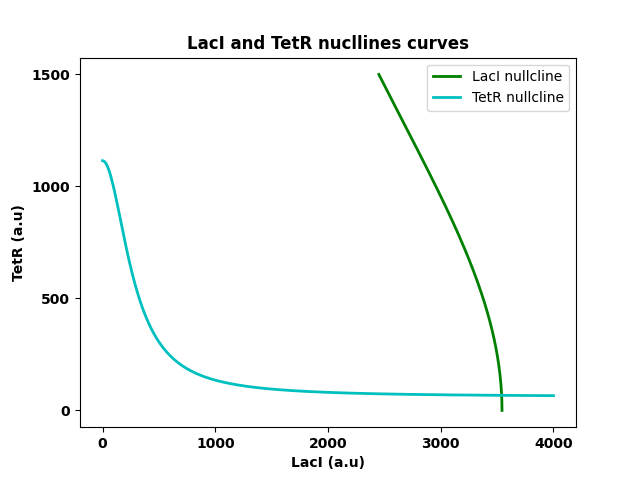 LacI and TetR nucllines curves
LacI nullcline
TetR nullcline
1500
1000
500
0
TetR (a.u)
0 1000 2000 3000 4000
LacI (a.u)